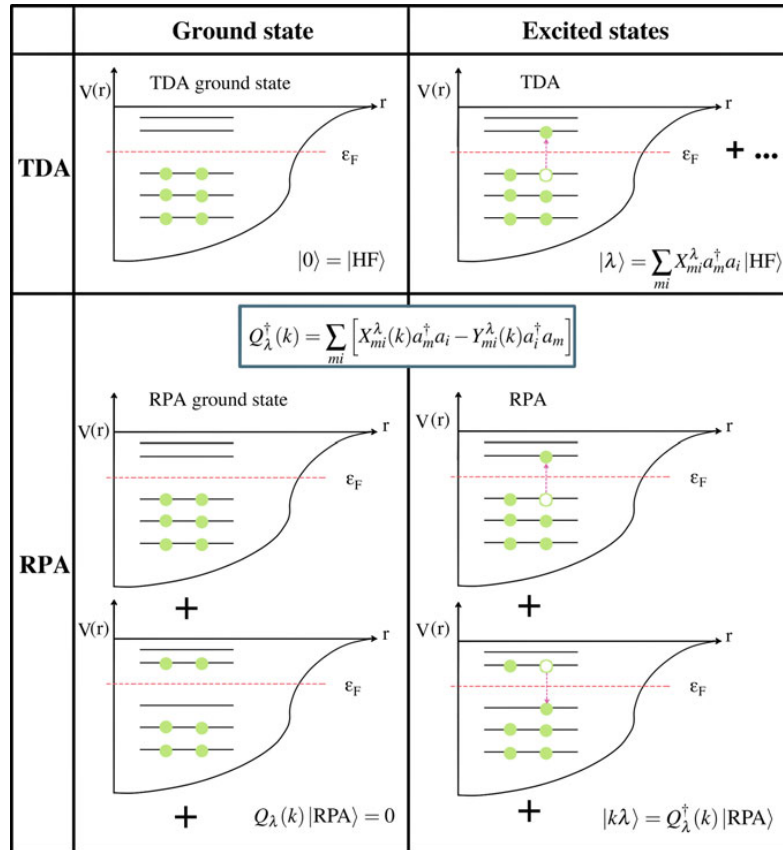 Ground state
Excited states
TDA
V(r)
TDA ground state
r
ε_F
|0⟩ = |HF⟩
V(r)
TDA
r
ε_F
+ ...
|λ⟩ = ∑_{mi} X^λ_{mi} a†_m a_i |HF⟩
RPA
Q†_λ(k) = ∑_{mi} [X^λ_{mi}(k) a†_m a_i − Y^λ_{mi}(k) a†_i a_m]
V(r)
RPA ground state
r
ε_F
+
V(r)
r
ε_F
+
Q_λ(k) |RPA⟩ = 0
V(r)
RPA
r
ε_F
+
V(r)
r
ε_F
+
|kλ⟩ = Q†_λ(k) |RPA⟩